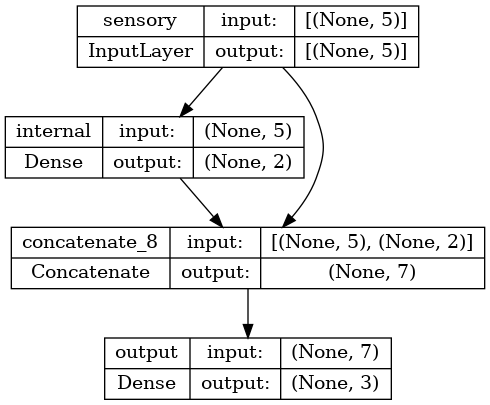 sensory input: [(None, 5)]
InputLayer output: [(None, 5)]
internal input: (None, 5)
Dense output: (None, 2)
concatenate_8 input: [(None, 5), (None, 2)]
Concatenate output: (None, 7)
output input: (None, 7)
Dense output: (None, 3)